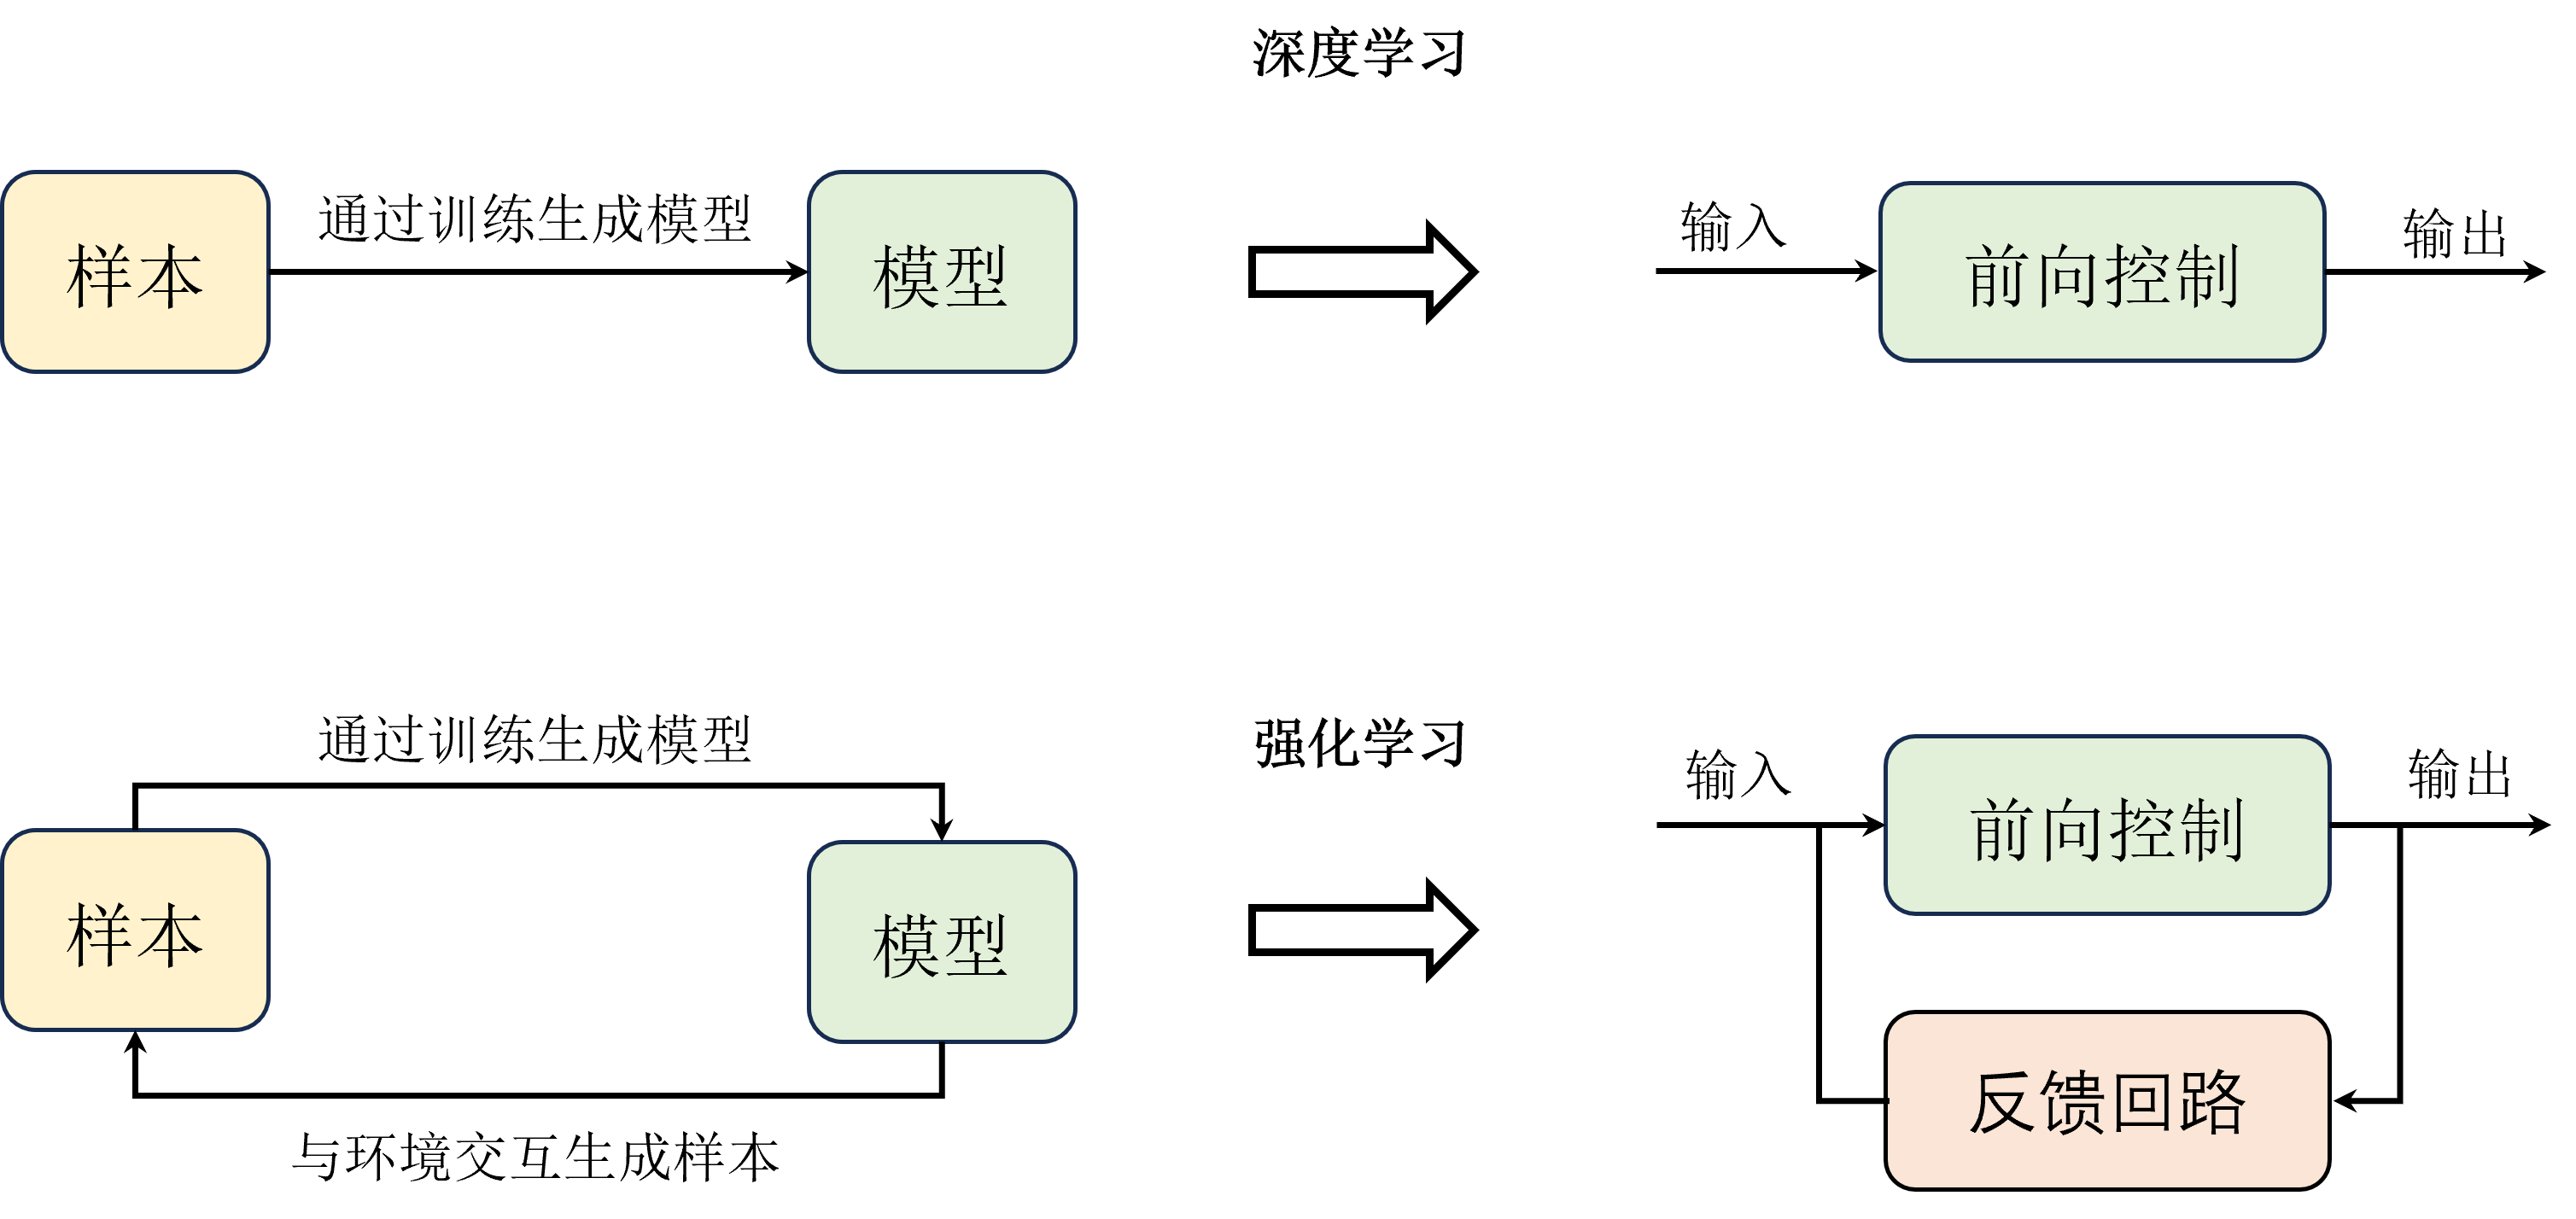 深度学习
样本
通过训练生成模型
模型
输入
前向控制
输出
强化学习
通过训练生成模型
样本
模型
与环境交互生成样本
输入
前向控制
输出
反馈回路